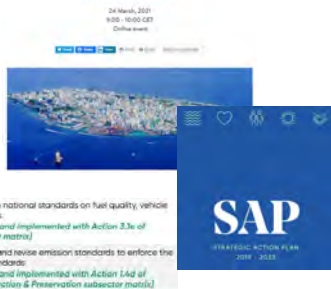 24 March, 2021
9:00 - 10:00 CET
Online event
national standards on fuel quality, vehicle
and implemented with Action 3.1e of
matrix)
and revise emission standards to enforce the
and implemented with Action 1.4d of
ction & Preservation subsector matrix)
SAP
STRATEGIC ACTION PLAN
2019 - 2023